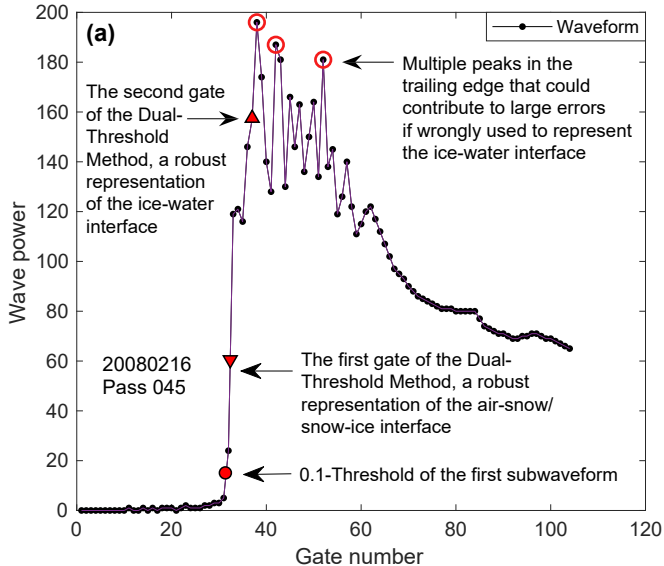 (a)
Waveform
The second gate
of the Dual-
Threshold
Method, a robust
representation
of the ice-water
interface
Multiple peaks in the
trailing edge that could
contribute to large errors
if wrongly used to represent
the ice-water interface
20080216
Pass 045
The first gate of the Dual-
Threshold Method, a robust
representation of the air-snow/
snow-ice interface
0.1-Threshold of the first subwaveform
Wave power
200
180
160
140
120
100
80
60
40
20
0
0 20 40 60 80 100 120
Gate number